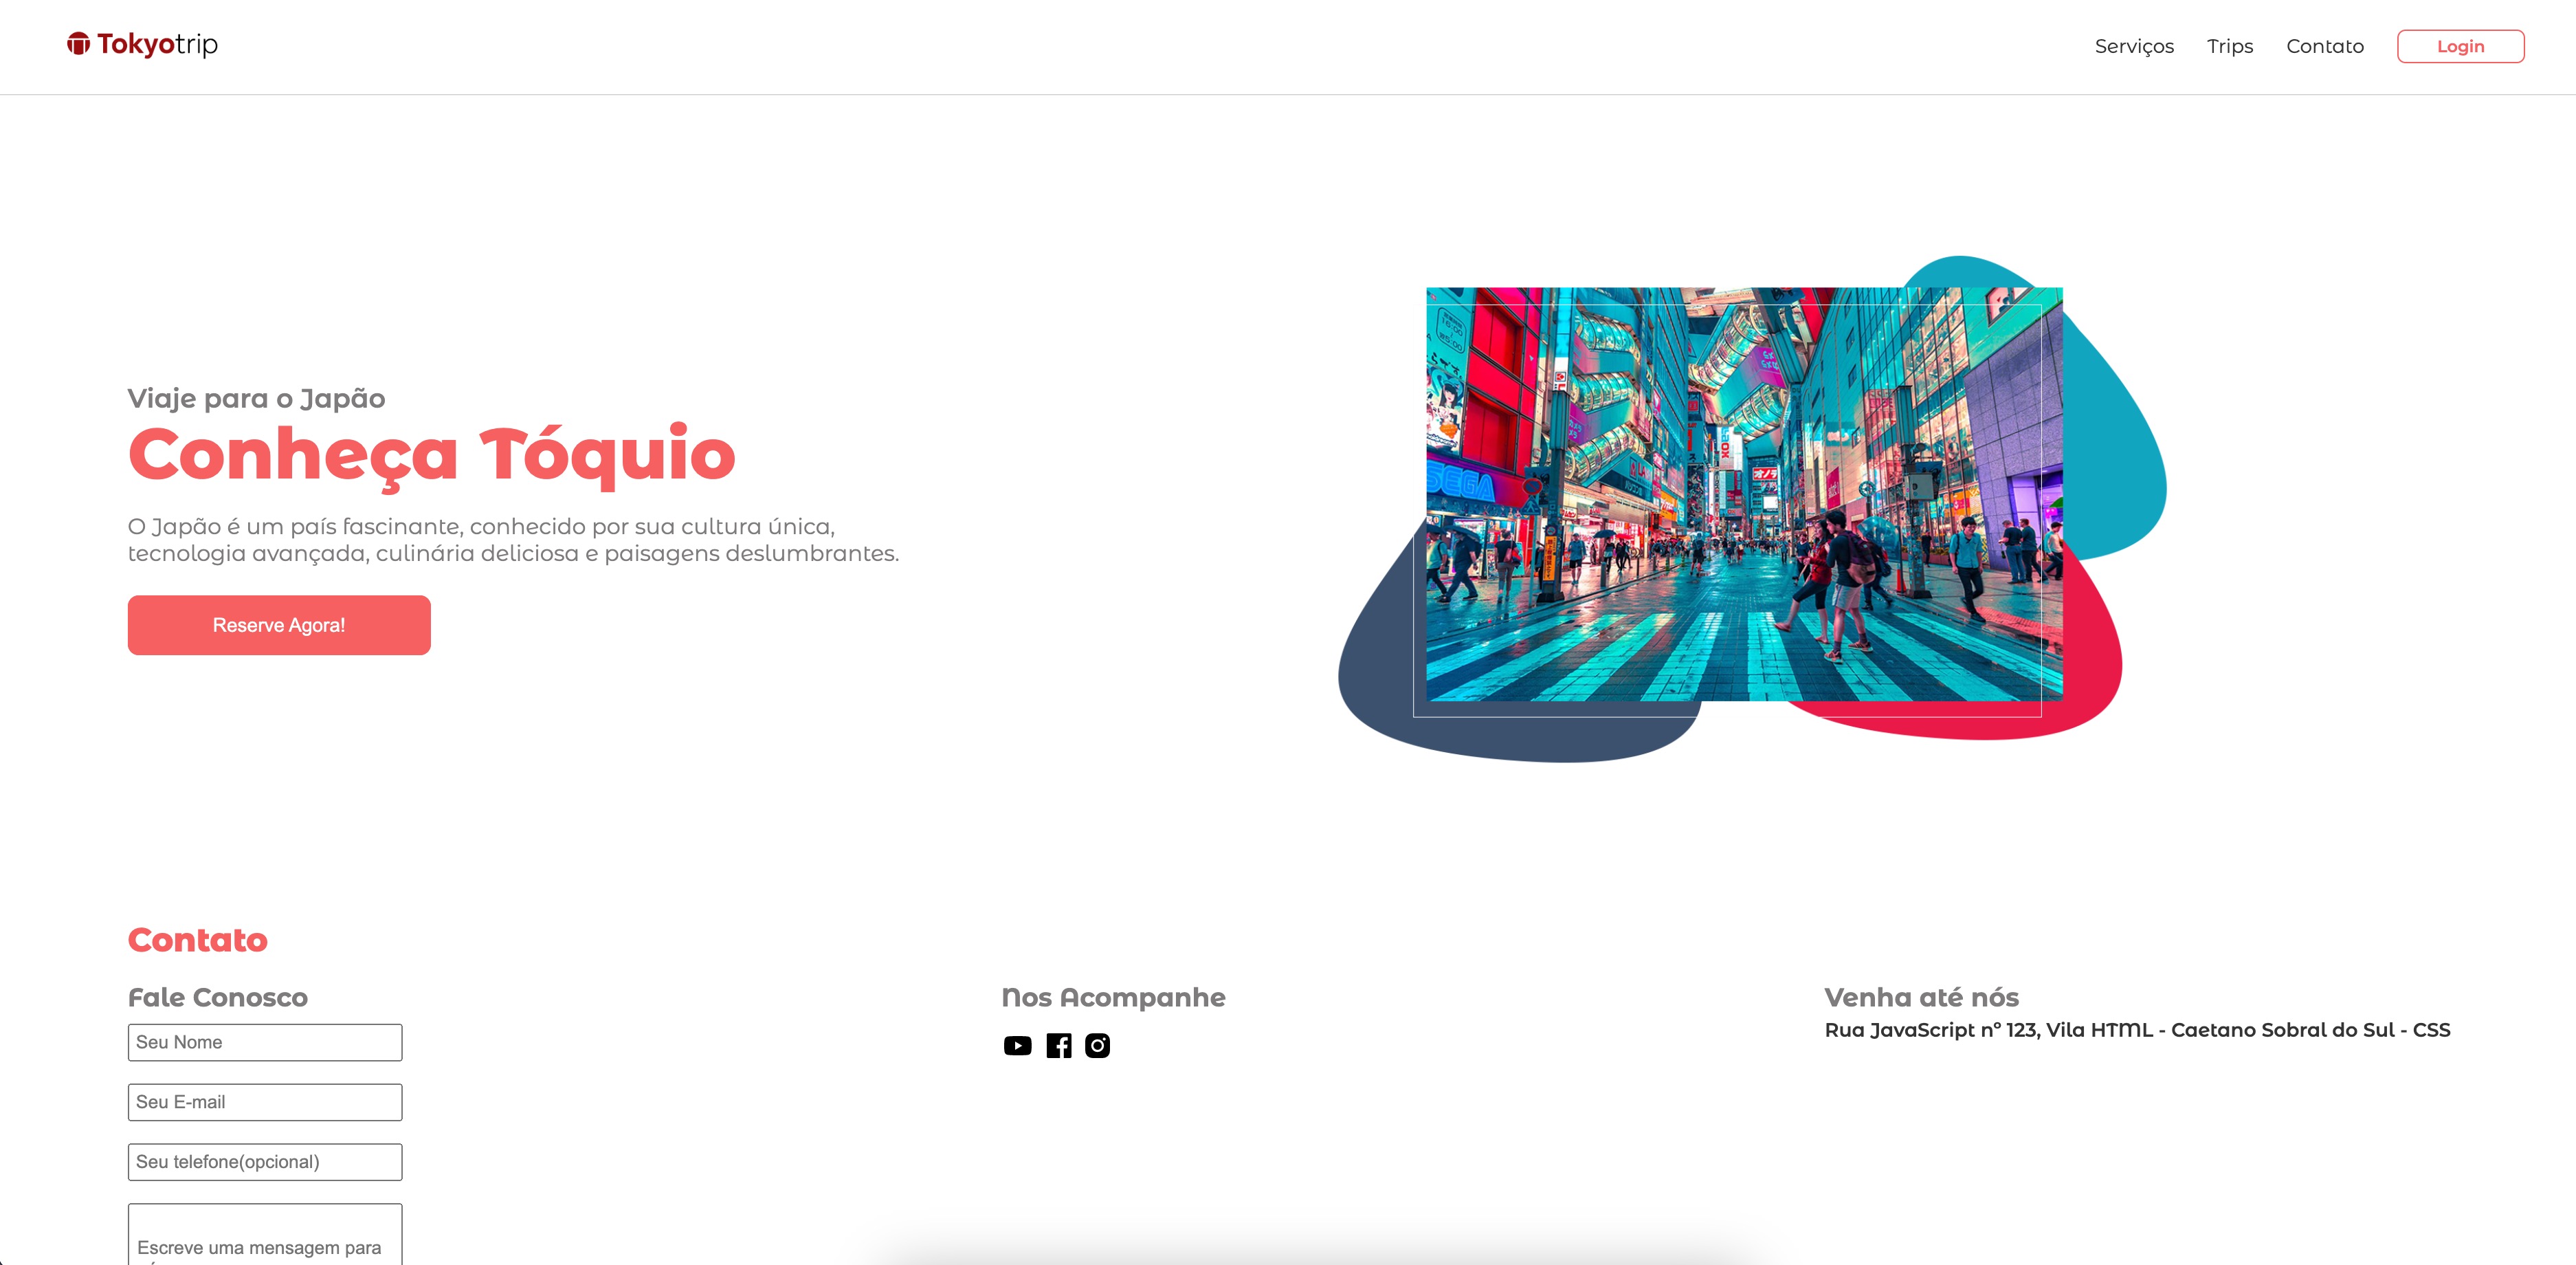 Tokyotrip
Serviços
Trips
Contato
Login
Viaje para o Japão
Conheça Tóquio
O Japão é um país fascinante, conhecido por sua cultura única,
tecnologia avançada, culinária deliciosa e paisagens deslumbrantes.
Reserve Agora!
SEGA
Contato
Fale Conosco
Seu Nome
Seu E-mail
Seu telefone(opcional)
Escreve uma mensagem para
Nos Acompanhe
Venha até nós
Rua JavaScript nº 123, Vila HTML - Caetano Sobral do Sul - CSS